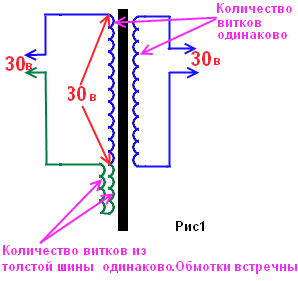 Количество
витков
одинаково
30в
30в
30в
Рис1
Количество витков из
толстой шины одинаково.Обмотки встречны